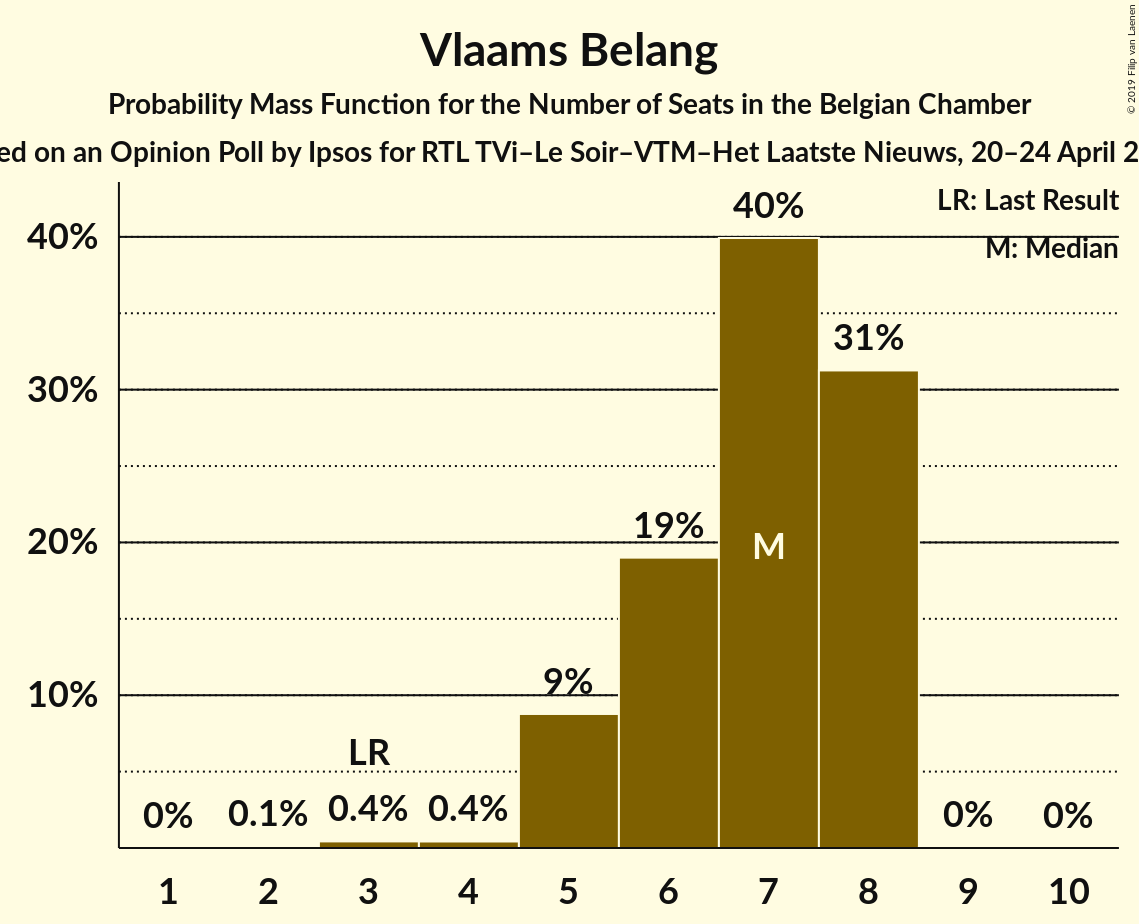 © 2019 Filip van Laenen
Vlaams Belang
Probability Mass Function for the Number of Seats in the Belgian Chamber
on an Opinion Poll by Ipsos for RTL TVi–Le Soir–VTM–Het Laatste Nieuws, 20–24 April
LR: Last Result
M: Median
40%
30%
20%
10%
40%
31%
19%
M
9%
LR
0%
0.1%
0.4%
0.4%
0%
0%
1 2 3 4 5 6 7 8 9 10